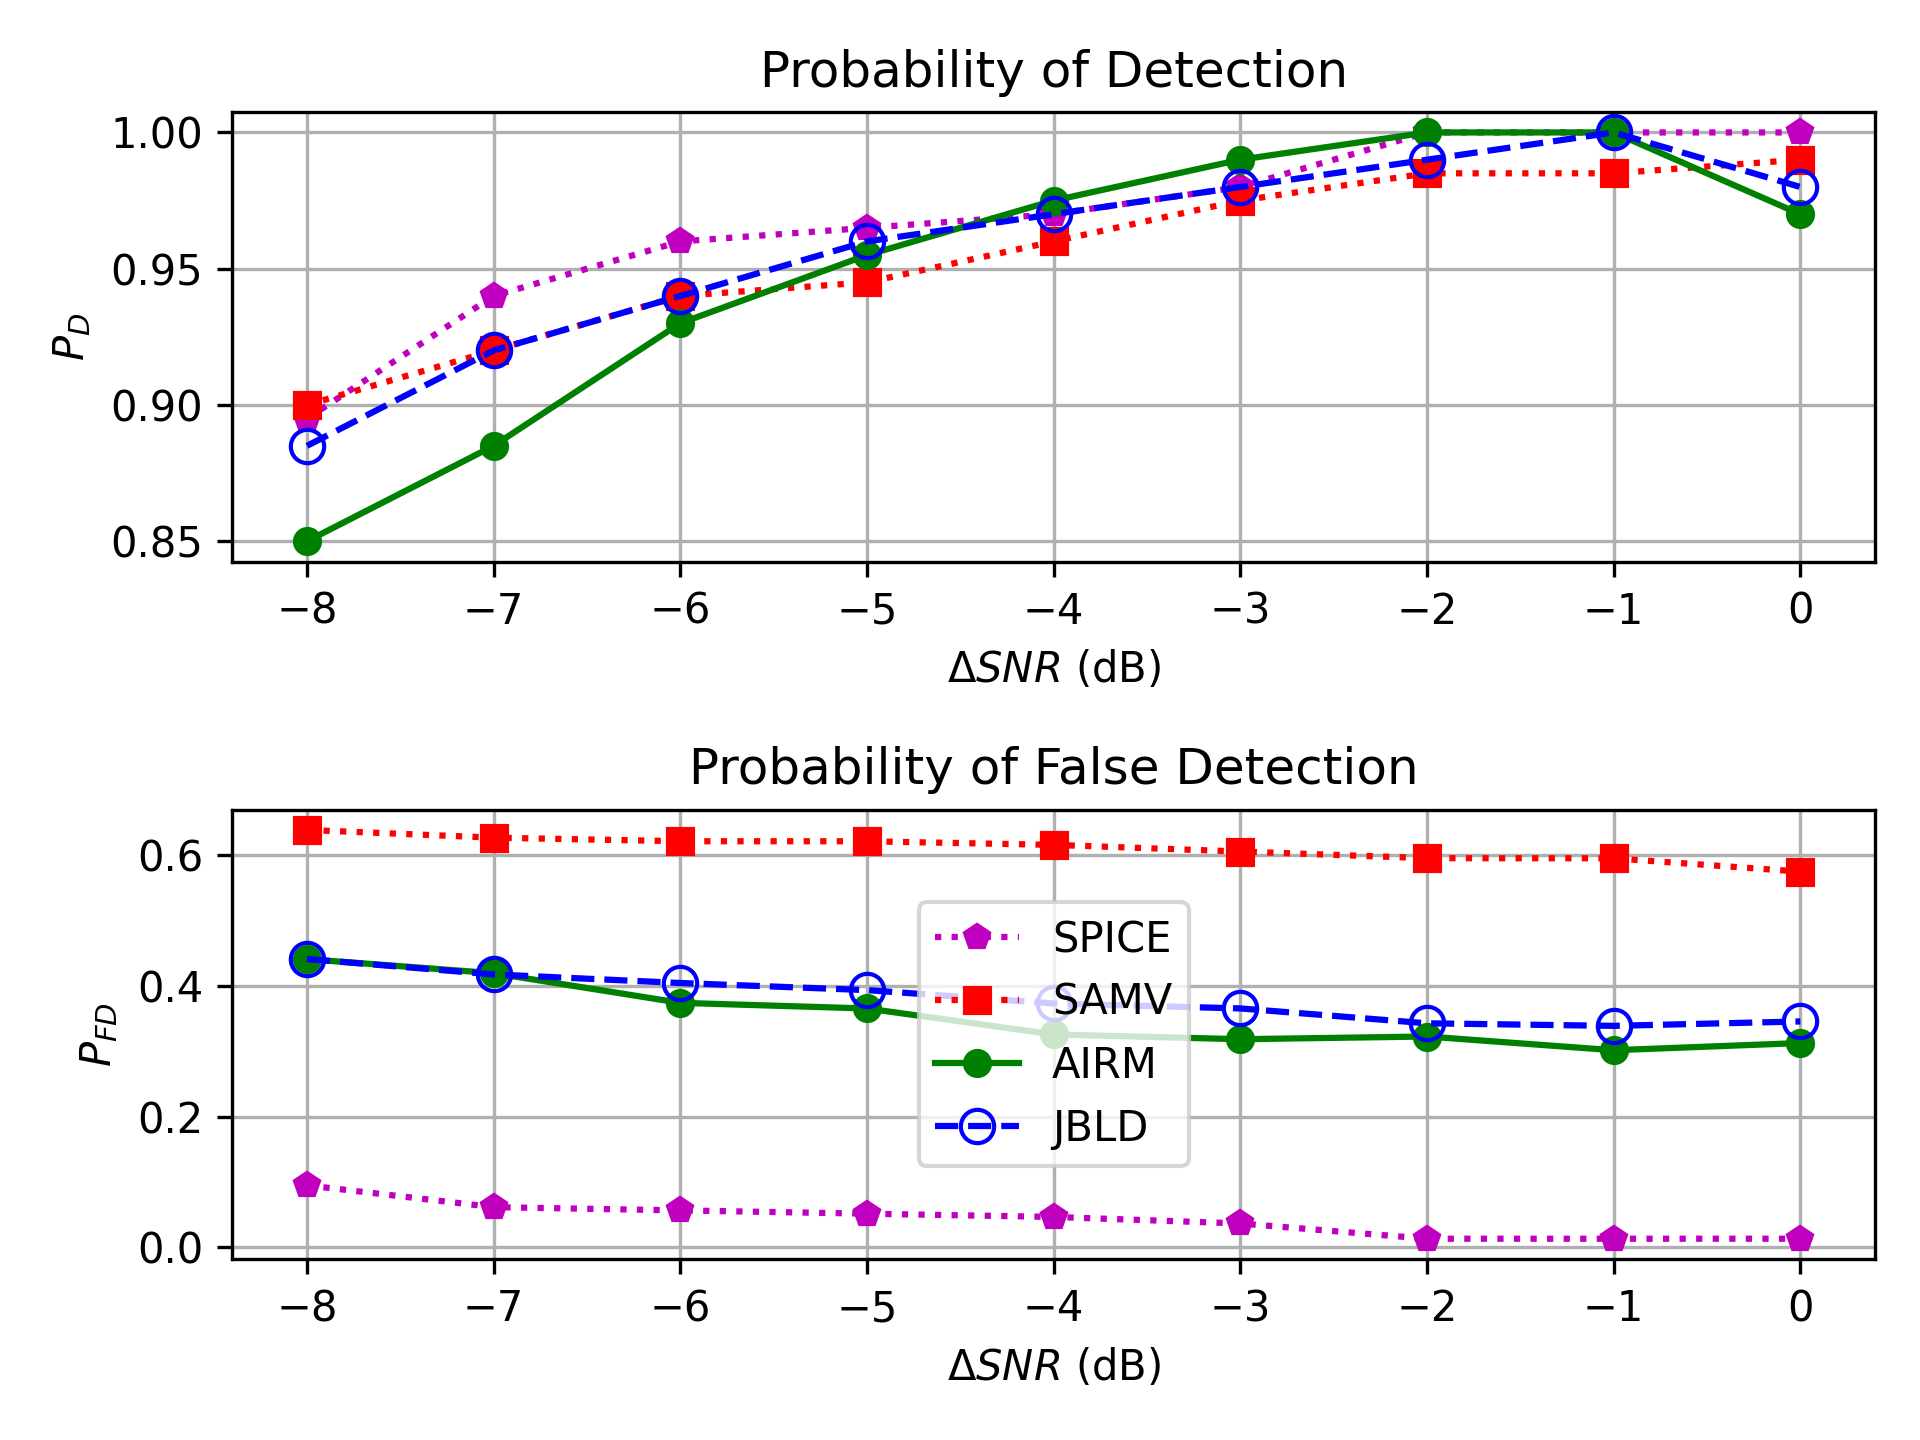 Probability of Detection
1.00
0.95
0.90
0.85
P_D
−8 −7 −6 −5 −4 −3 −2 −1 0
ΔSNR (dB)
Probability of False Detection
0.6
0.4
0.2
0.0
P_FD
SPICE
SAMV
AIRM
JBLD
−8 −7 −6 −5 −4 −3 −2 −1 0
ΔSNR (dB)